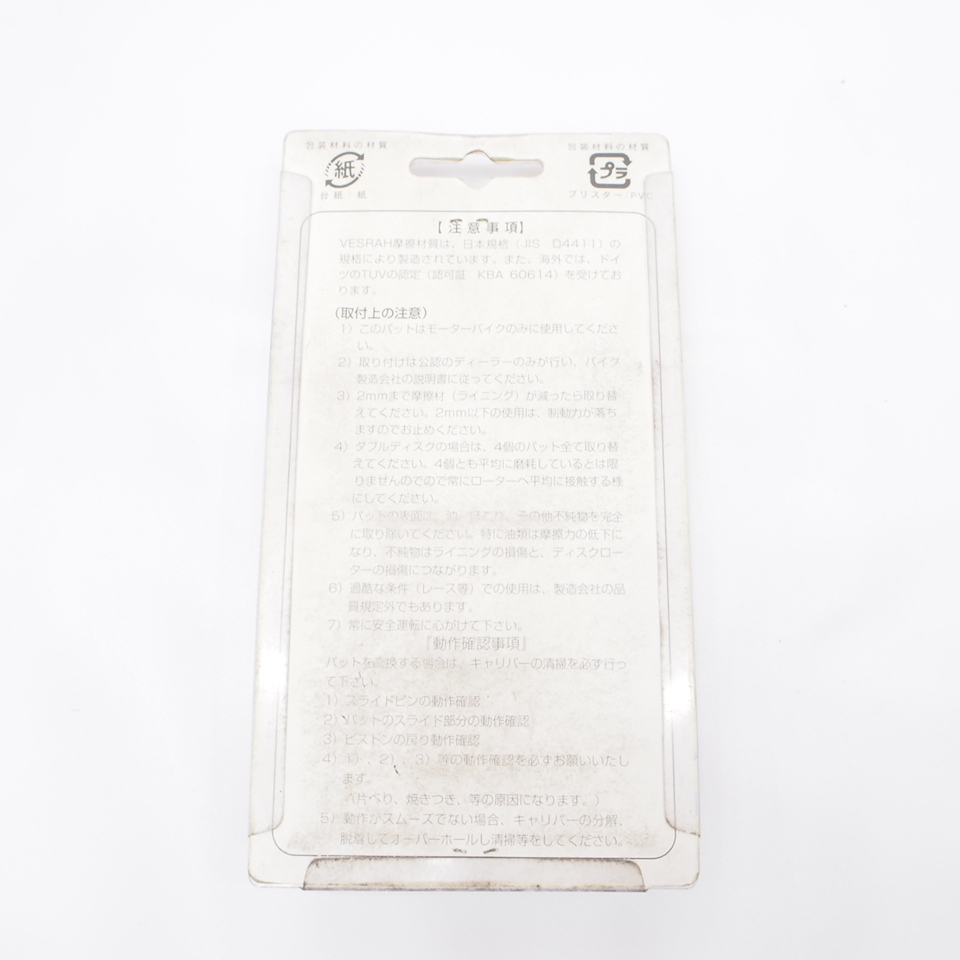 包装材料の材質 包装材料の材質
紙 プラ
台紙:紙 ブリスター:PVC
【注意事項】
VESRAH摩擦材質は、日本規格(JIS D4411)の
規格により製造されています。また、海外では、ドイ
ツのTUVの認定(認可証 KBA 60614)を受けてお
ります。
(取付上の注意)
1)このパットはモーターバイクのみに使用してくださ
い。
2)取り付けは公認のディーラーのみが行い、バイク
製造会社の説明書に従ってください。
3)2mmまで摩擦材(ライニング)が減ったら取り替
えてください。2mm以下の使用は、制動力が落ち
ますのでお止めください。
4)ダブルディスクの場合は、4個のパット全て取り替
えてください。4個とも平均に磨耗しているとは限
りませんのでので常にローターへ平均に接触する様
にしてください。
5)パットの表面は、油、ほこり、その他不純物を完全
に取り除いてください。特に油類は摩擦力の低下に
なり、不純物はライニングの損傷と、ディスクロー
ターの損傷につながります。
6)過酷な条件(レース等)での使用は、製造会社の品
質規定外でもあります。
7)常に安全運転に心がけて下さい。
『動作確認事項』
パットを交換する場合は、キャリパーの清掃を必ず行っ
て下さい。
1)スライドピンの動作確認
2)パットのスライド部分の動作確認
3)ピストンの戻り動作確認
4)1)、2)、3)等の動作確認を必ずお願いいたし
ます。
(片べり、焼きつき、等の原因になります。)
5)動作がスムーズでない場合、キャリパーの分解、
脱着してオーバーホールし清掃等をしてください。